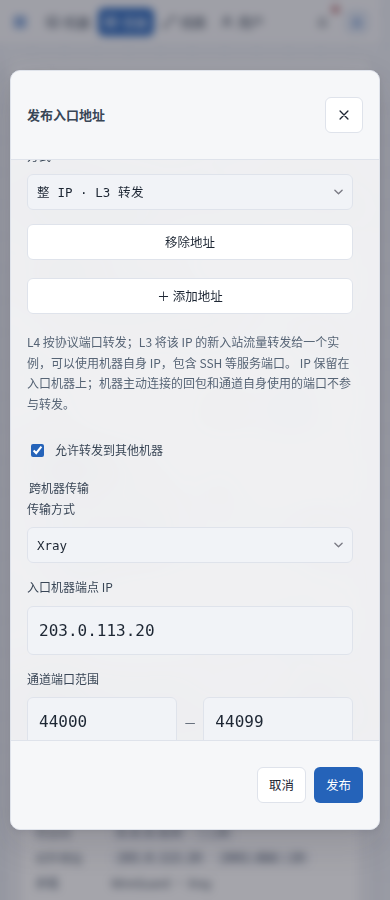 发布入口地址
整 IP · L3 转发
移除地址
＋ 添加地址
L4 按协议端口转发；L3 将该 IP 的新入站流量转发给一个实
例，可以使用机器自身 IP，包含 SSH 等服务端口。 IP 保留在
入口机器上；机器主动连接的回包和通道自身使用的端口不参
与转发。
允许转发到其他机器
跨机器传输
传输方式
Xray
入口机器端点 IP
203.0.113.20
通道端口范围
44000 — 44099
取消 发布